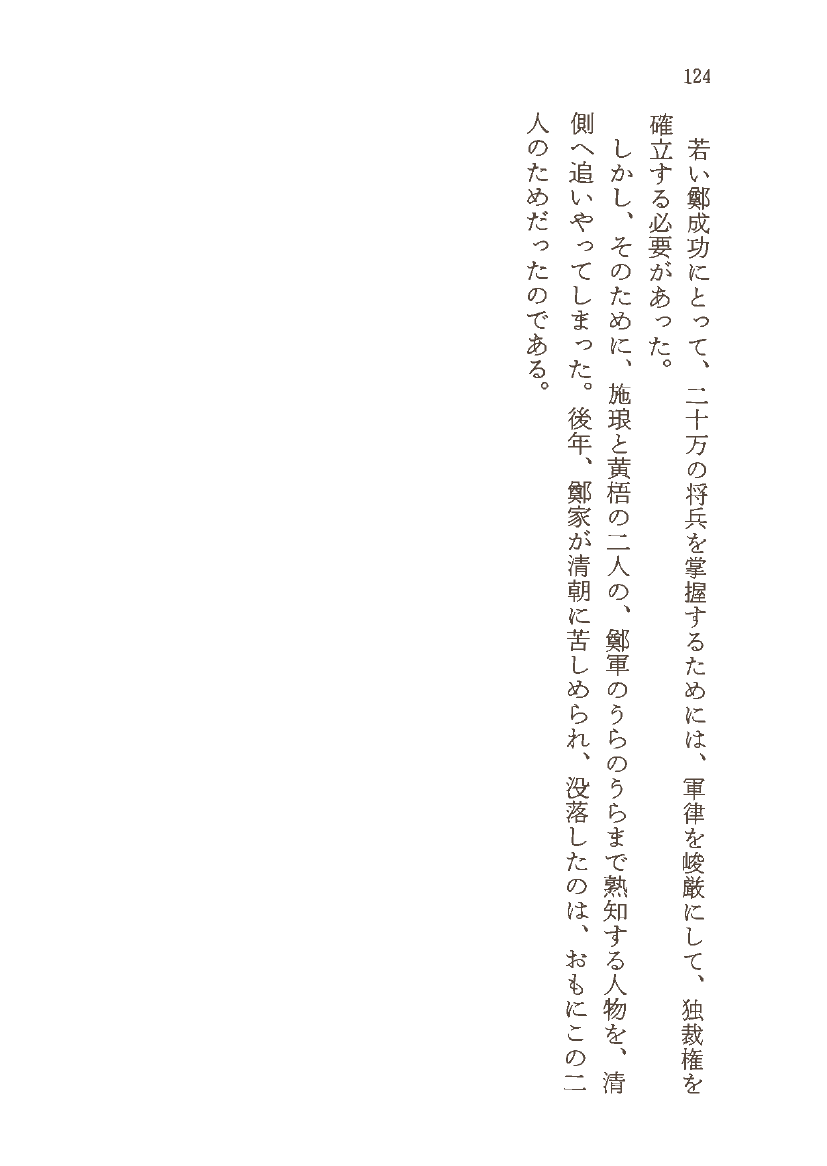 124
　若い鄭成功にとって、二十万の将兵を掌握するためには、軍律を峻厳にして、独裁権を
確立する必要があった。
　しかし、そのために、施琅と黄梧の二人の、鄭軍のうらのうらまで熟知する人物を、清
側へ追いやってしまった。後年、鄭家が清朝に苦しめられ、没落したのは、おもにこの二
人のためだったのである。